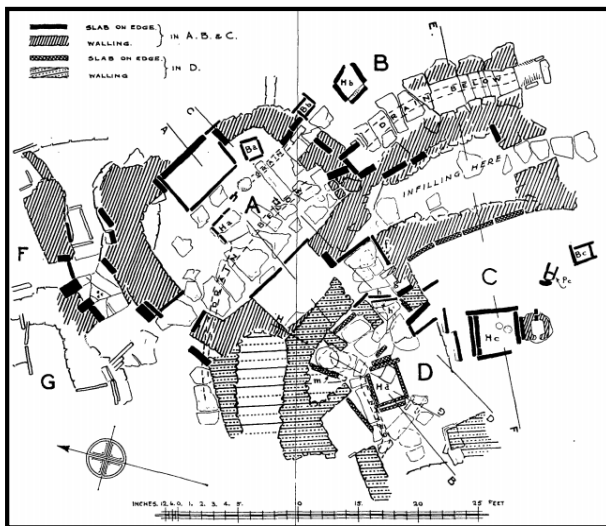 SLAB ON EDGE.
WALLING.
IN A. B. & C.
SLAB ON EDGE.
WALLING
IN D.
E.
B
Hb
Bb
C
A
Ba
DRAIN BELOW
A
Ha
INFILLING HERE
F
Bc
C
Pc
Hc
G
D
m
Hd
F
INCHES. 12. 6. 0. 1. 2. 3. 4. 5. 0 15. 20 25 FEET